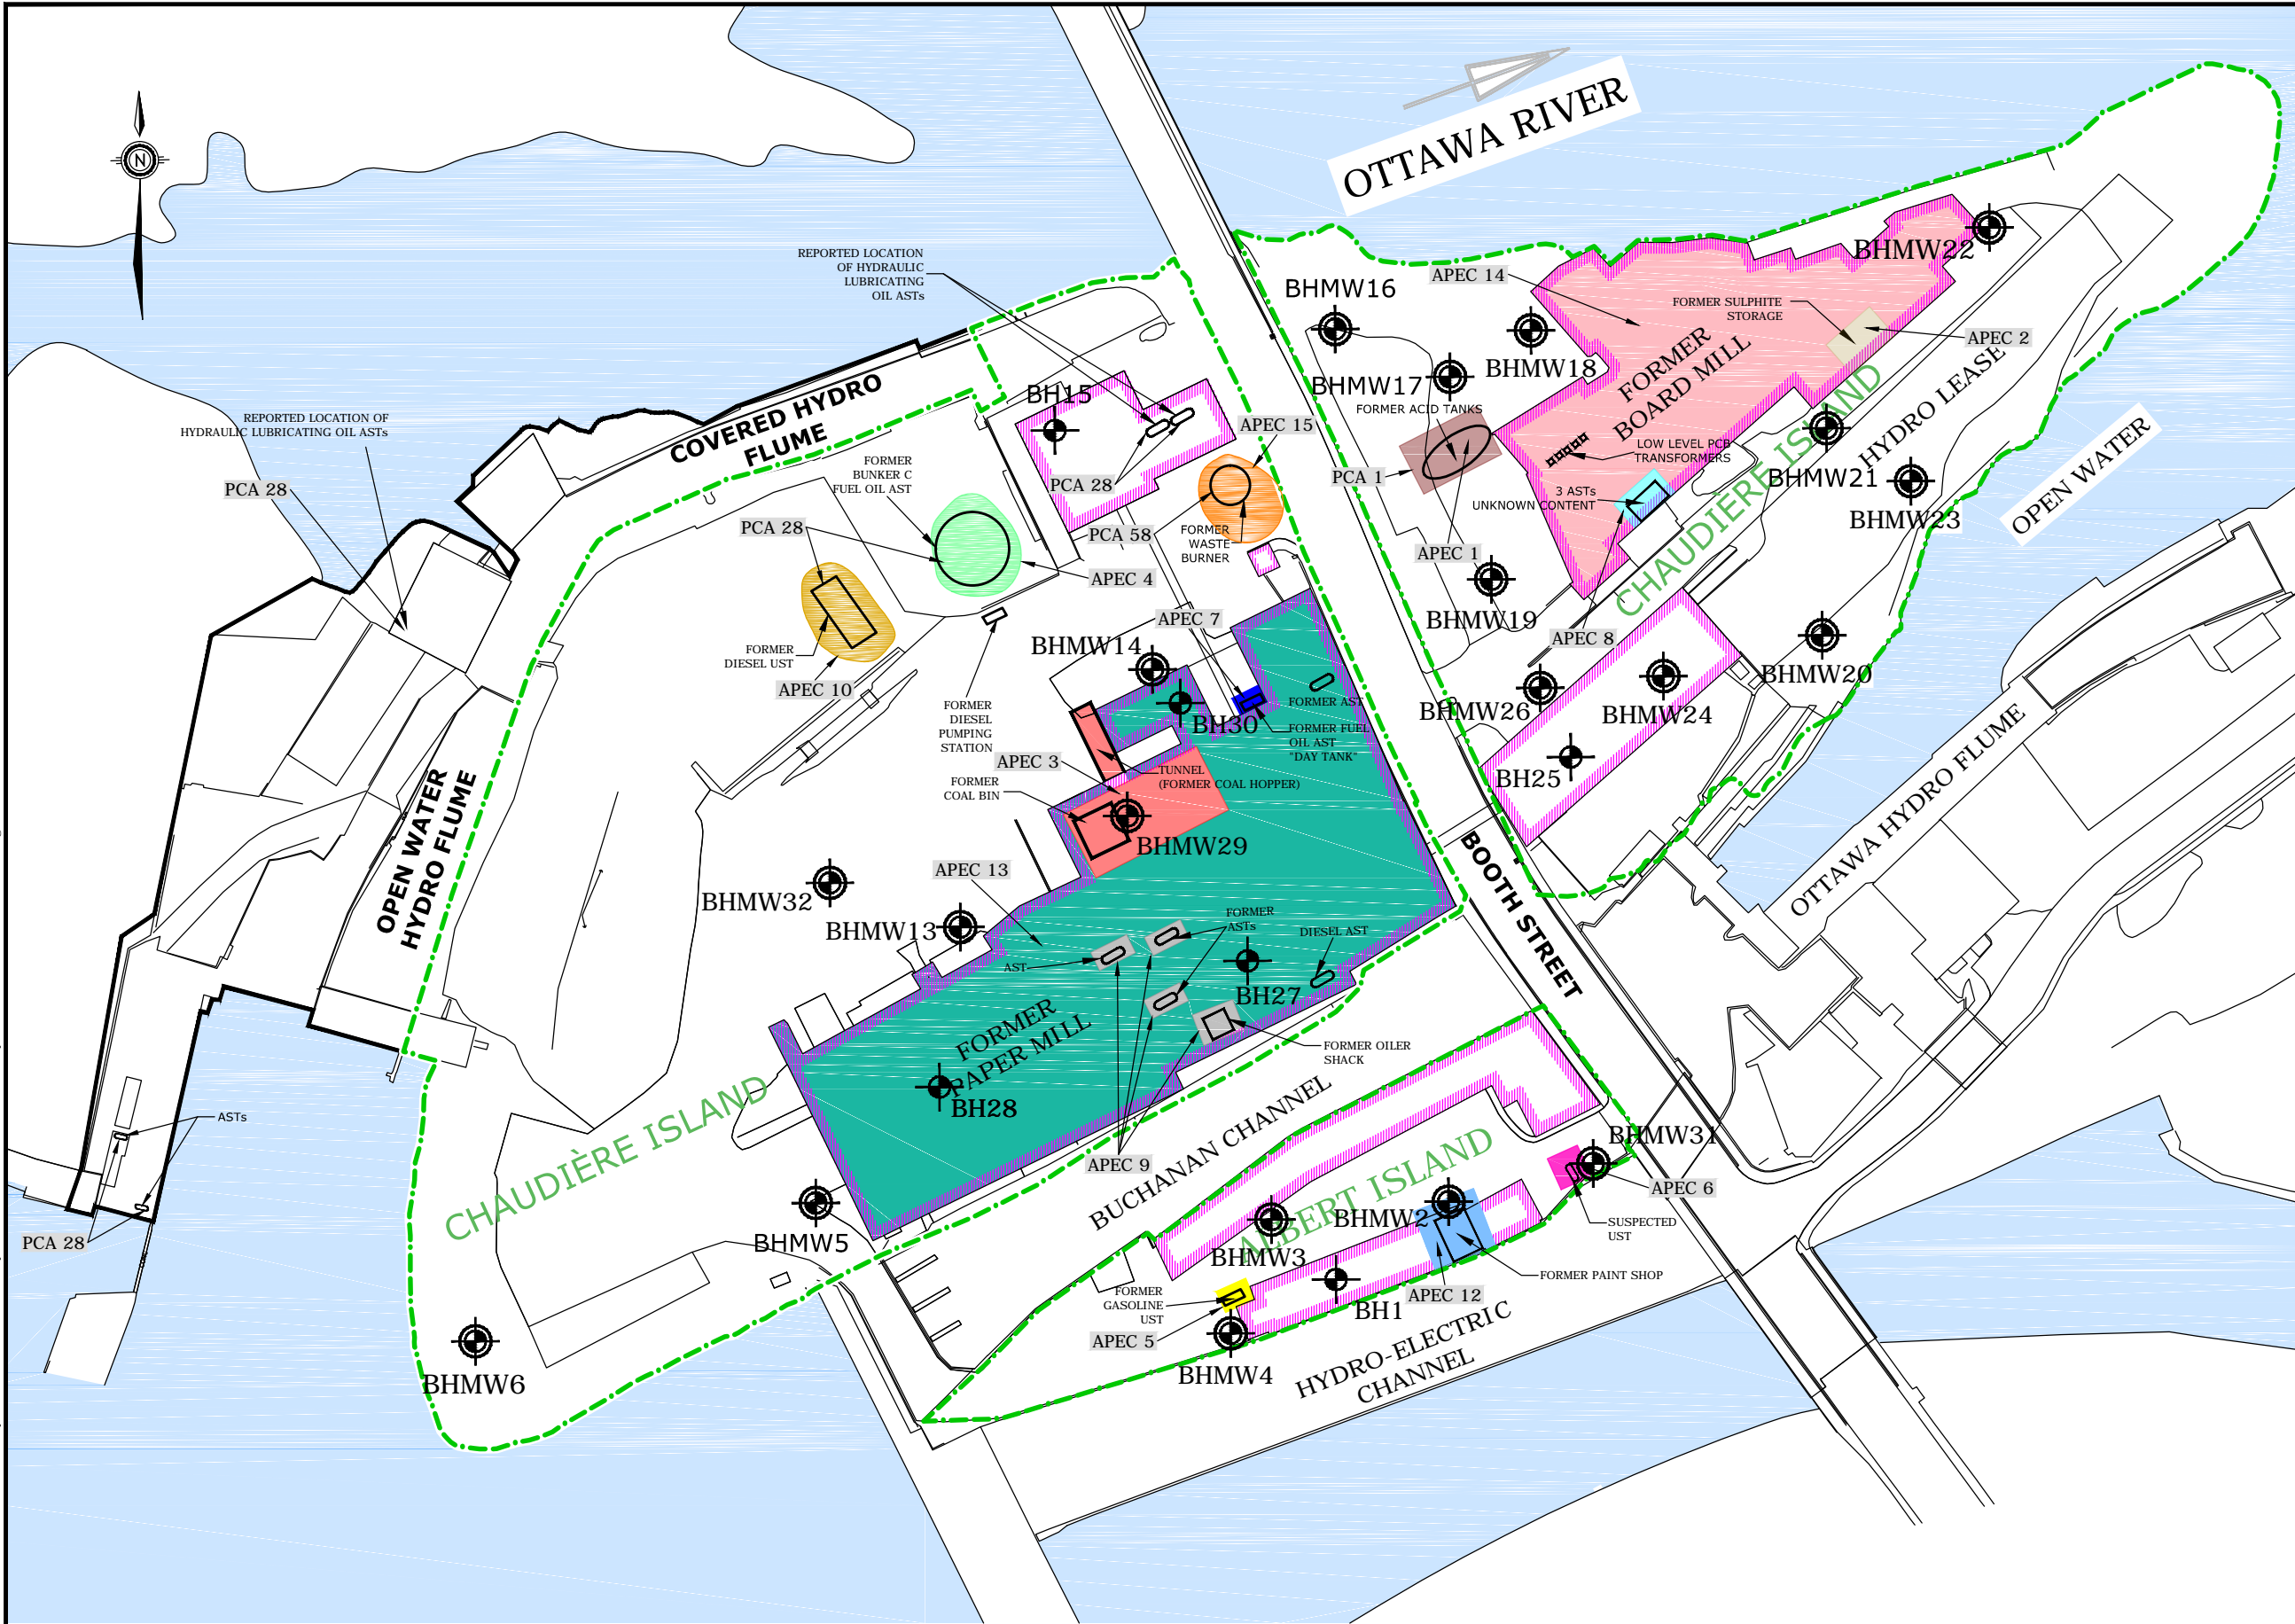 N
OTTAWA RIVER
REPORTED LOCATION
OF HYDRAULIC
LUBRICATING
OIL ASTs
BHMW16
APEC 14
BHMW22
FORMER SULPHITE
STORAGE
APEC 2
BHMW18
BHMW17
FORMER
BOARD MILL
HYDRO LEASE
CHAUDIÈRE ISLAND
OPEN WATER
REPORTED LOCATION OF
HYDRAULIC LUBRICATING OIL ASTs
PCA 28
COVERED HYDRO
FLUME
BH15
APEC 15
FORMER ACID TANKS
LOW LEVEL PCB
TRANSFORMERS
PCA 1
3 ASTs
UNKNOWN CONTENT
BHMW21
BHMW23
FORMER
BUNKER C
FUEL OIL AST
PCA 28
PCA 28
PCA 58
FORMER
WASTE
BURNER
APEC 1
APEC 4
APEC 7
BHMW19
APEC 8
BHMW20
FORMER
DIESEL UST
APEC 10
BHMW14
FORMER
DIESEL
PUMPING
STATION
BH30
FORMER AST
FORMER FUEL
OIL AST
"DAY TANK"
BHMW26
BHMW24
BH25
APEC 3
TUNNEL
(FORMER COAL HOPPER)
FORMER
COAL BIN
BHMW29
OTTAWA HYDRO FLUME
OPEN WATER
HYDRO FLUME
APEC 13
BHMW32
BHMW13
FORMER
ASTs
DIESEL AST
AST
BH27
BOOTH STREET
FORMER
PAPER MILL
FORMER OILER
SHACK
BH28
ASTs
CHAUDIÈRE ISLAND
APEC 9
BUCHANAN CHANNEL
ALBERT ISLAND
BHMW31
APEC 6
SUSPECTED
UST
BHMW5
BHMW3
BHMW2
PCA 28
FORMER
GASOLINE
UST
APEC 5
BH1
APEC 12
FORMER PAINT SHOP
BHMW4
HYDRO-ELECTRIC
CHANNEL
BHMW6